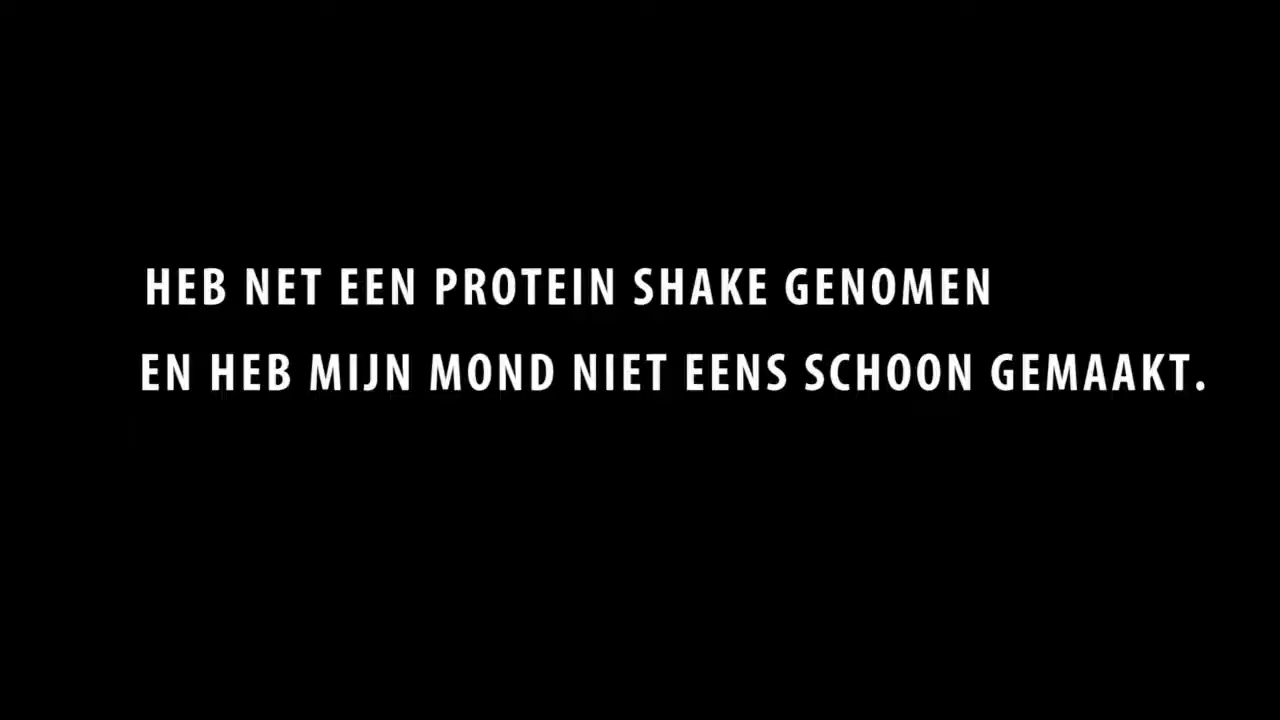 HEB NET EEN PROTEIN SHAKE GENOMEN
EN HEB MIJN MOND NIET EENS SCHOON GEMAAKT.